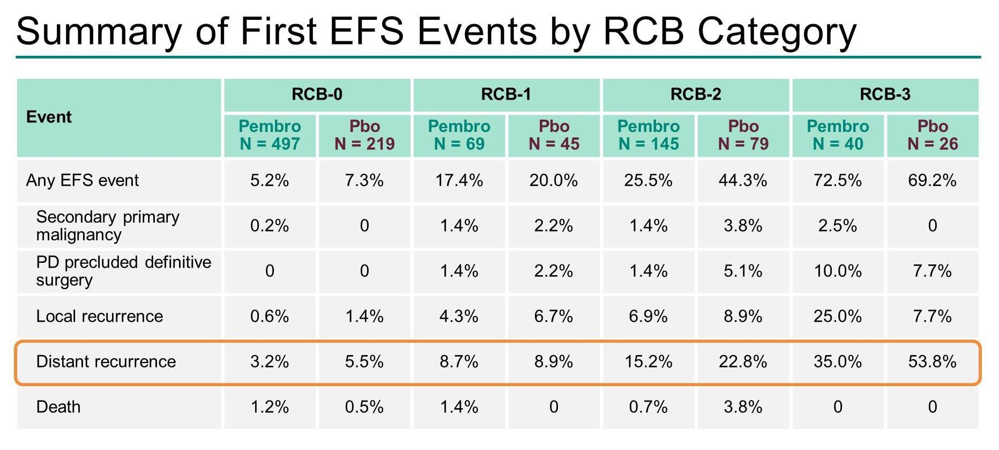 Summary of First EFS Events by RCB Category
Event RCB-0 RCB-1 RCB-2 RCB-3
Pembro Pbo Pembro Pbo Pembro Pbo Pembro Pbo
N = 497 N = 219 N = 69 N = 45 N = 145 N = 79 N = 40 N = 26
Any EFS event 5.2% 7.3% 17.4% 20.0% 25.5% 44.3% 72.5% 69.2%
Secondary primary
malignancy 0.2% 0 1.4% 2.2% 1.4% 3.8% 2.5% 0
PD precluded definitive
surgery 0 0 1.4% 2.2% 1.4% 5.1% 10.0% 7.7%
Local recurrence 0.6% 1.4% 4.3% 6.7% 6.9% 8.9% 25.0% 7.7%
Distant recurrence 3.2% 5.5% 8.7% 8.9% 15.2% 22.8% 35.0% 53.8%
Death 1.2% 0.5% 1.4% 0 0.7% 3.8% 0 0